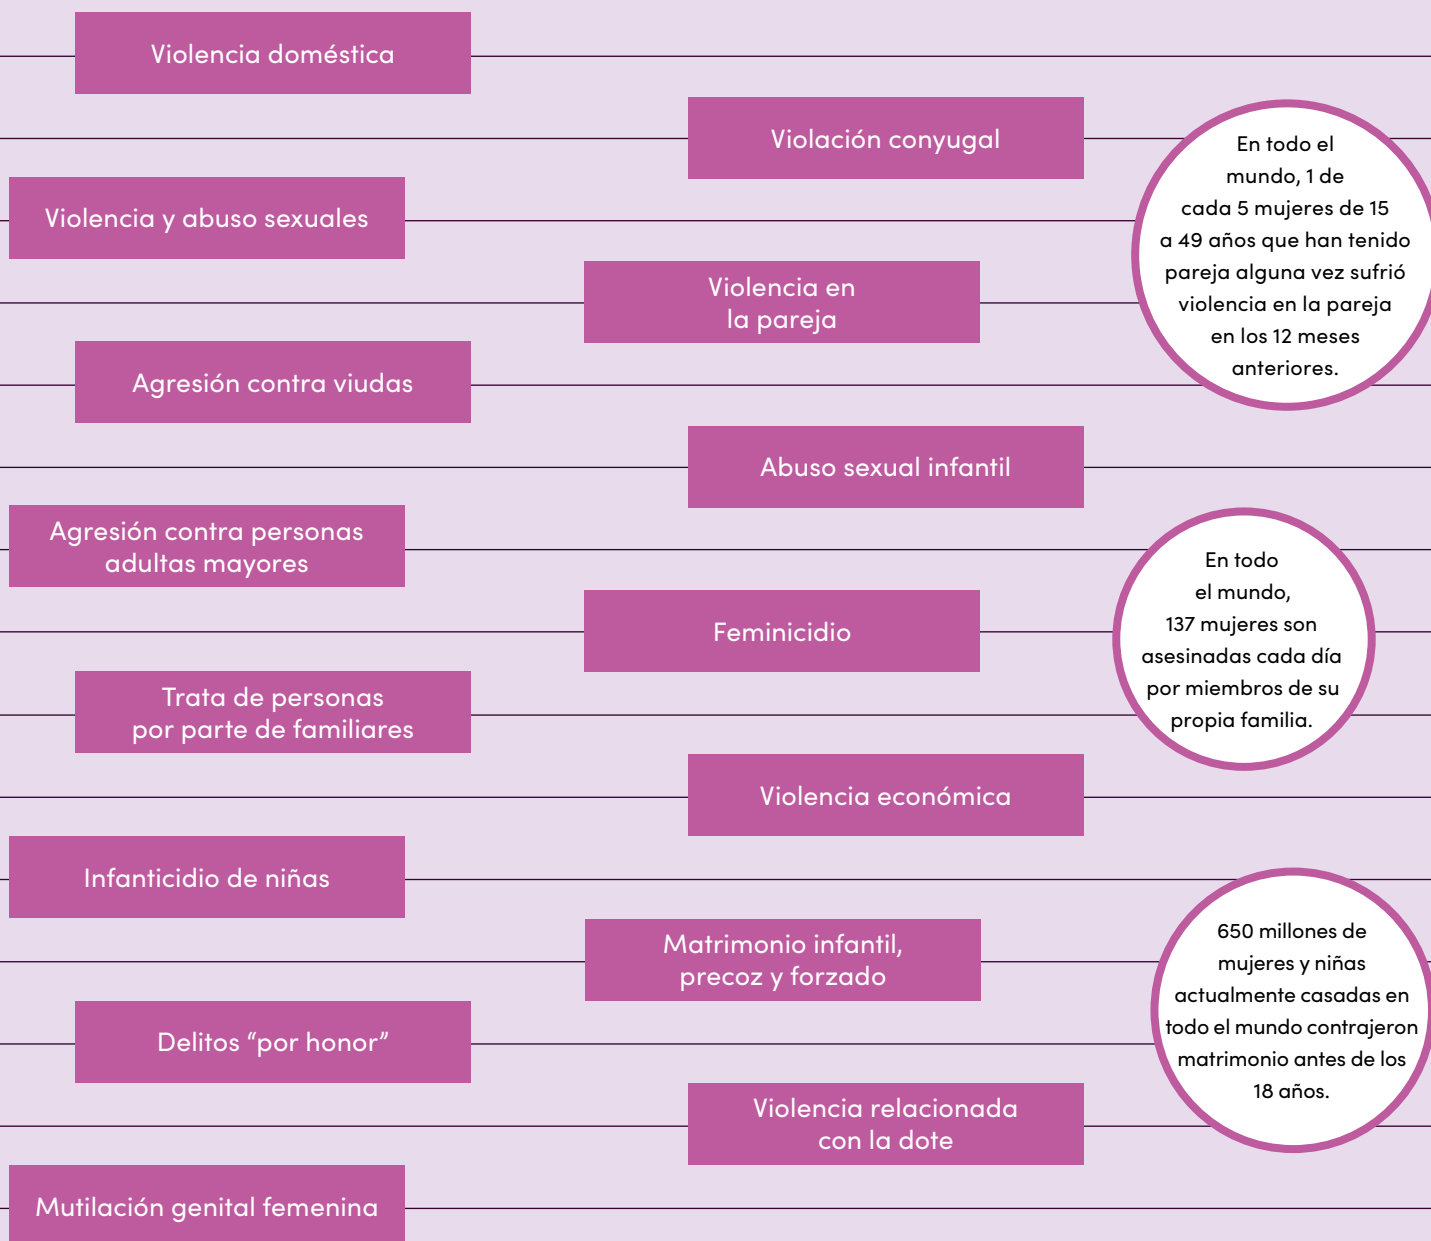 Violencia doméstica
Violación conyugal
En todo el
mundo, 1 de
cada 5 mujeres de 15
a 49 años que han tenido
pareja alguna vez sufrió
violencia en la pareja
en los 12 meses
anteriores.
Violencia y abuso sexuales
Violencia en
la pareja
Agresión contra viudas
Abuso sexual infantil
Agresión contra personas
adultas mayores
En todo
el mundo,
137 mujeres son
asesinadas cada día
por miembros de su
propia familia.
Feminicidio
Trata de personas
por parte de familiares
Violencia económica
Infanticidio de niñas
Matrimonio infantil,
precoz y forzado
650 millones de
mujeres y niñas
actualmente casadas en
todo el mundo contrajeron
matrimonio antes de los
18 años.
Delitos “por honor”
Violencia relacionada
con la dote
Mutilación genital femenina